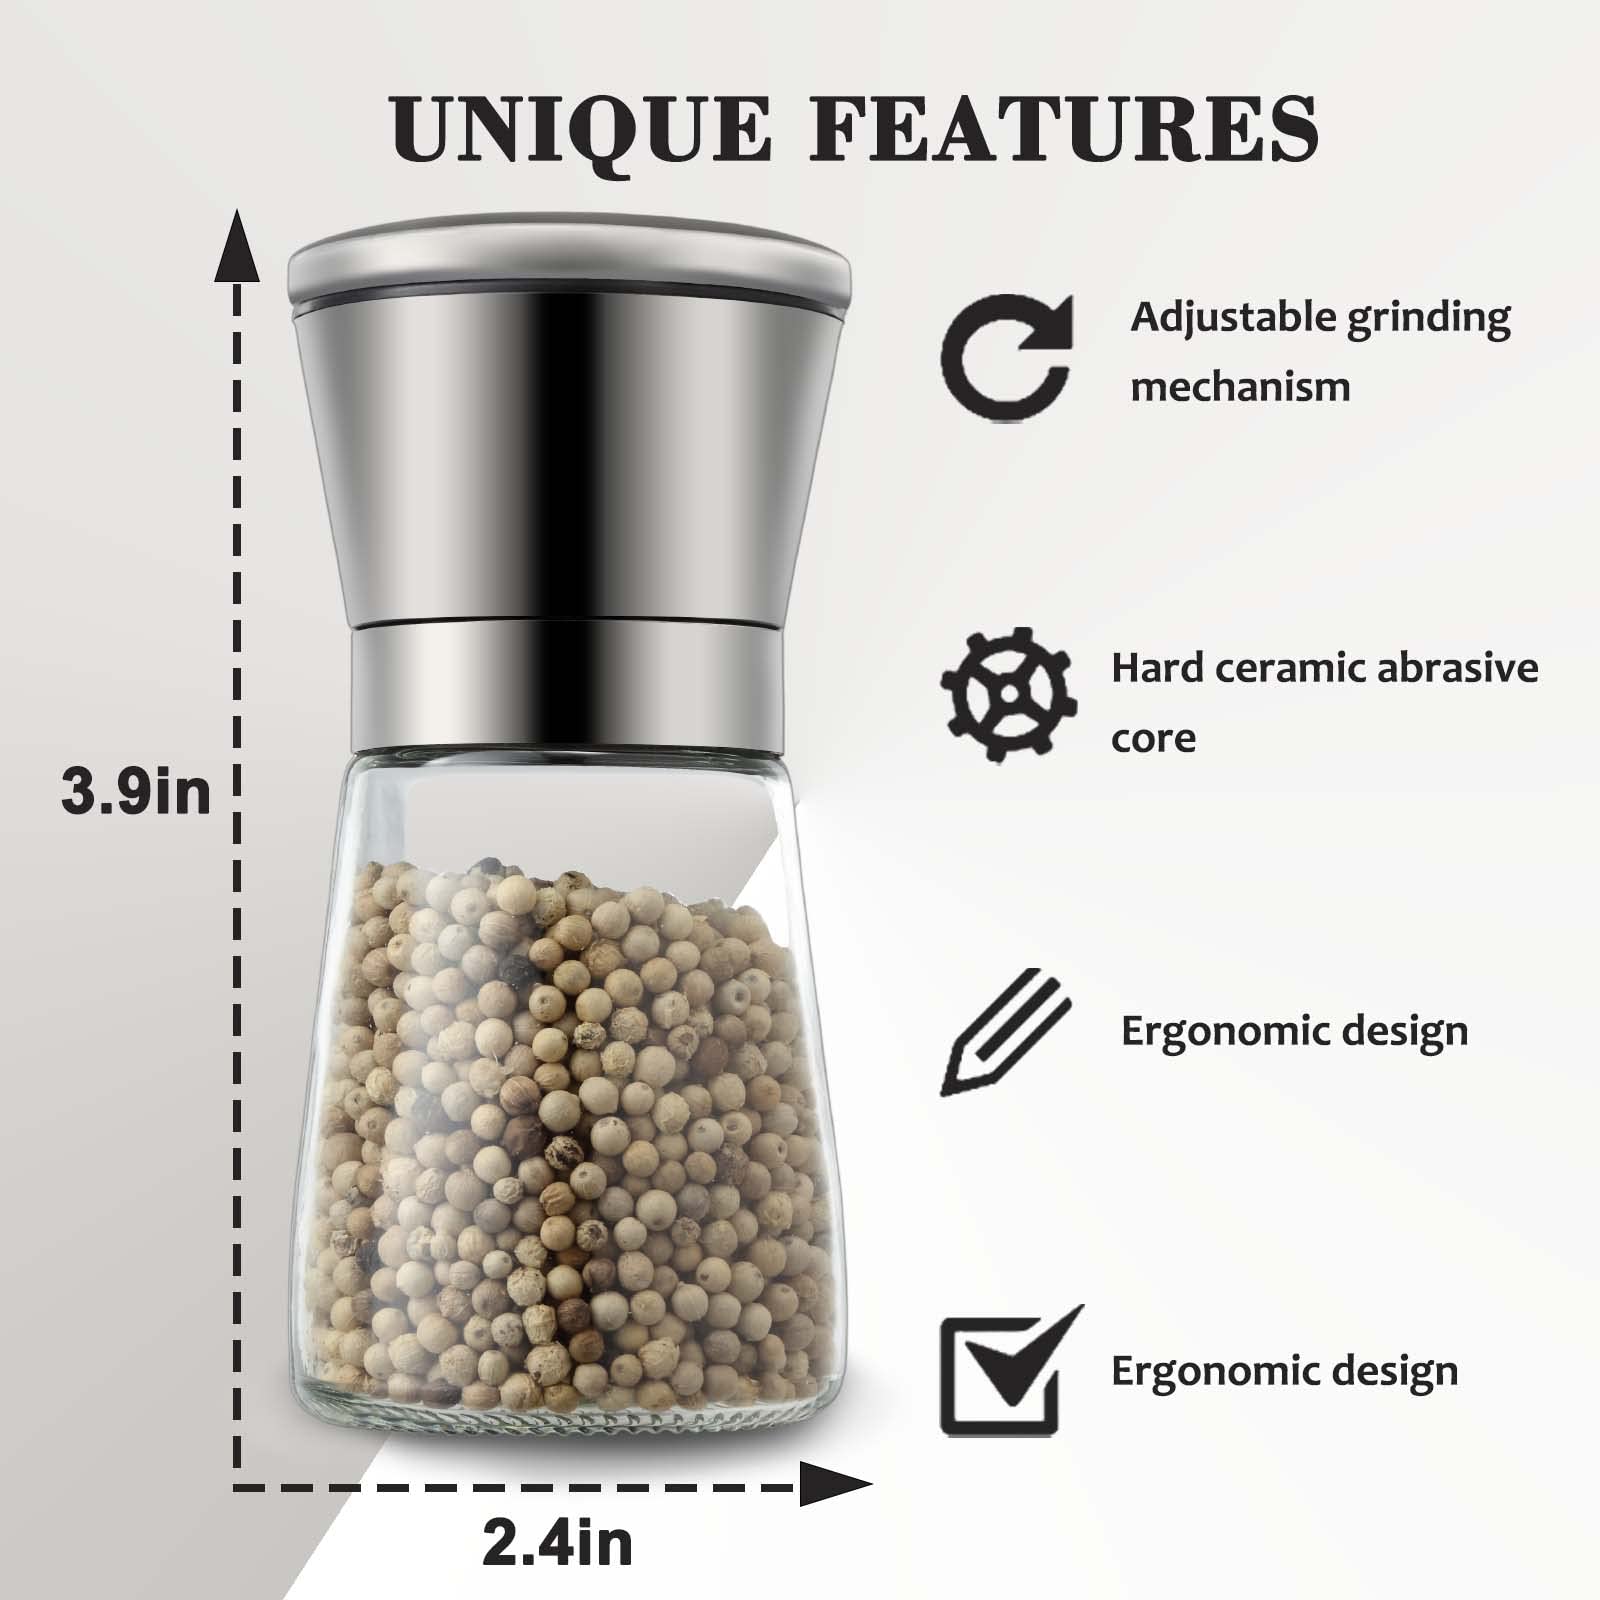 UNIQUE FEATURES
Adjustable grinding
mechanism
Hard ceramic abrasive
core
3.9in
Ergonomic design
Ergonomic design
2.4in